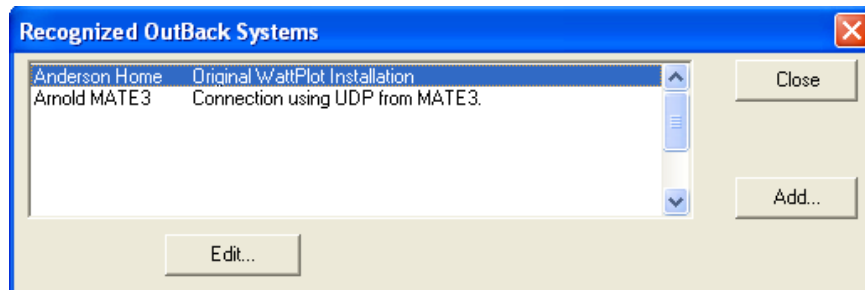 Recognized OutBack Systems
Anderson Home Original WattPlot Installation
Arnold MATE3 Connection using UDP from MATE3.
Close
Add...
Edit...